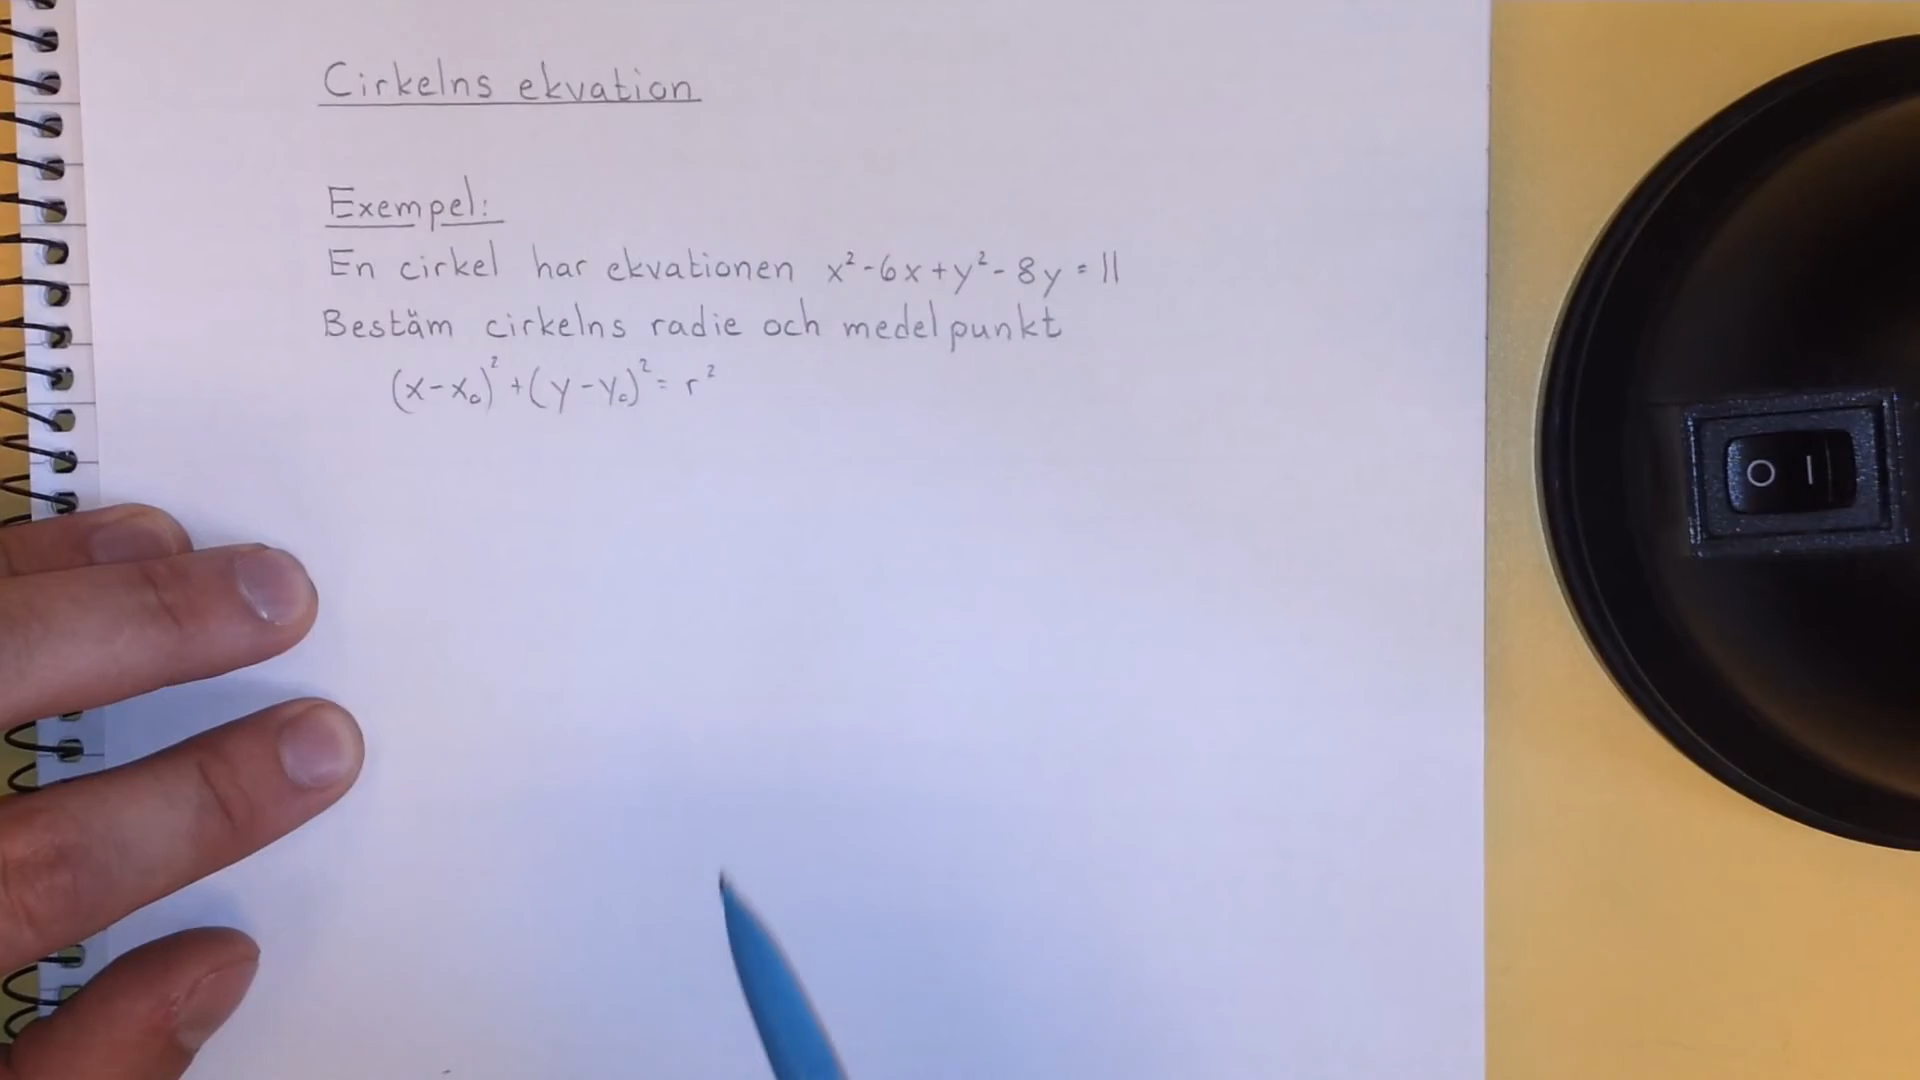 Cirkelns ekvation
Exempel:
En cirkel har ekvationen x²-6x+y²-8y=11
Bestäm cirkelns radie och medelpunkt
(x-x₀)²+(y-y₀)²=r²
O I